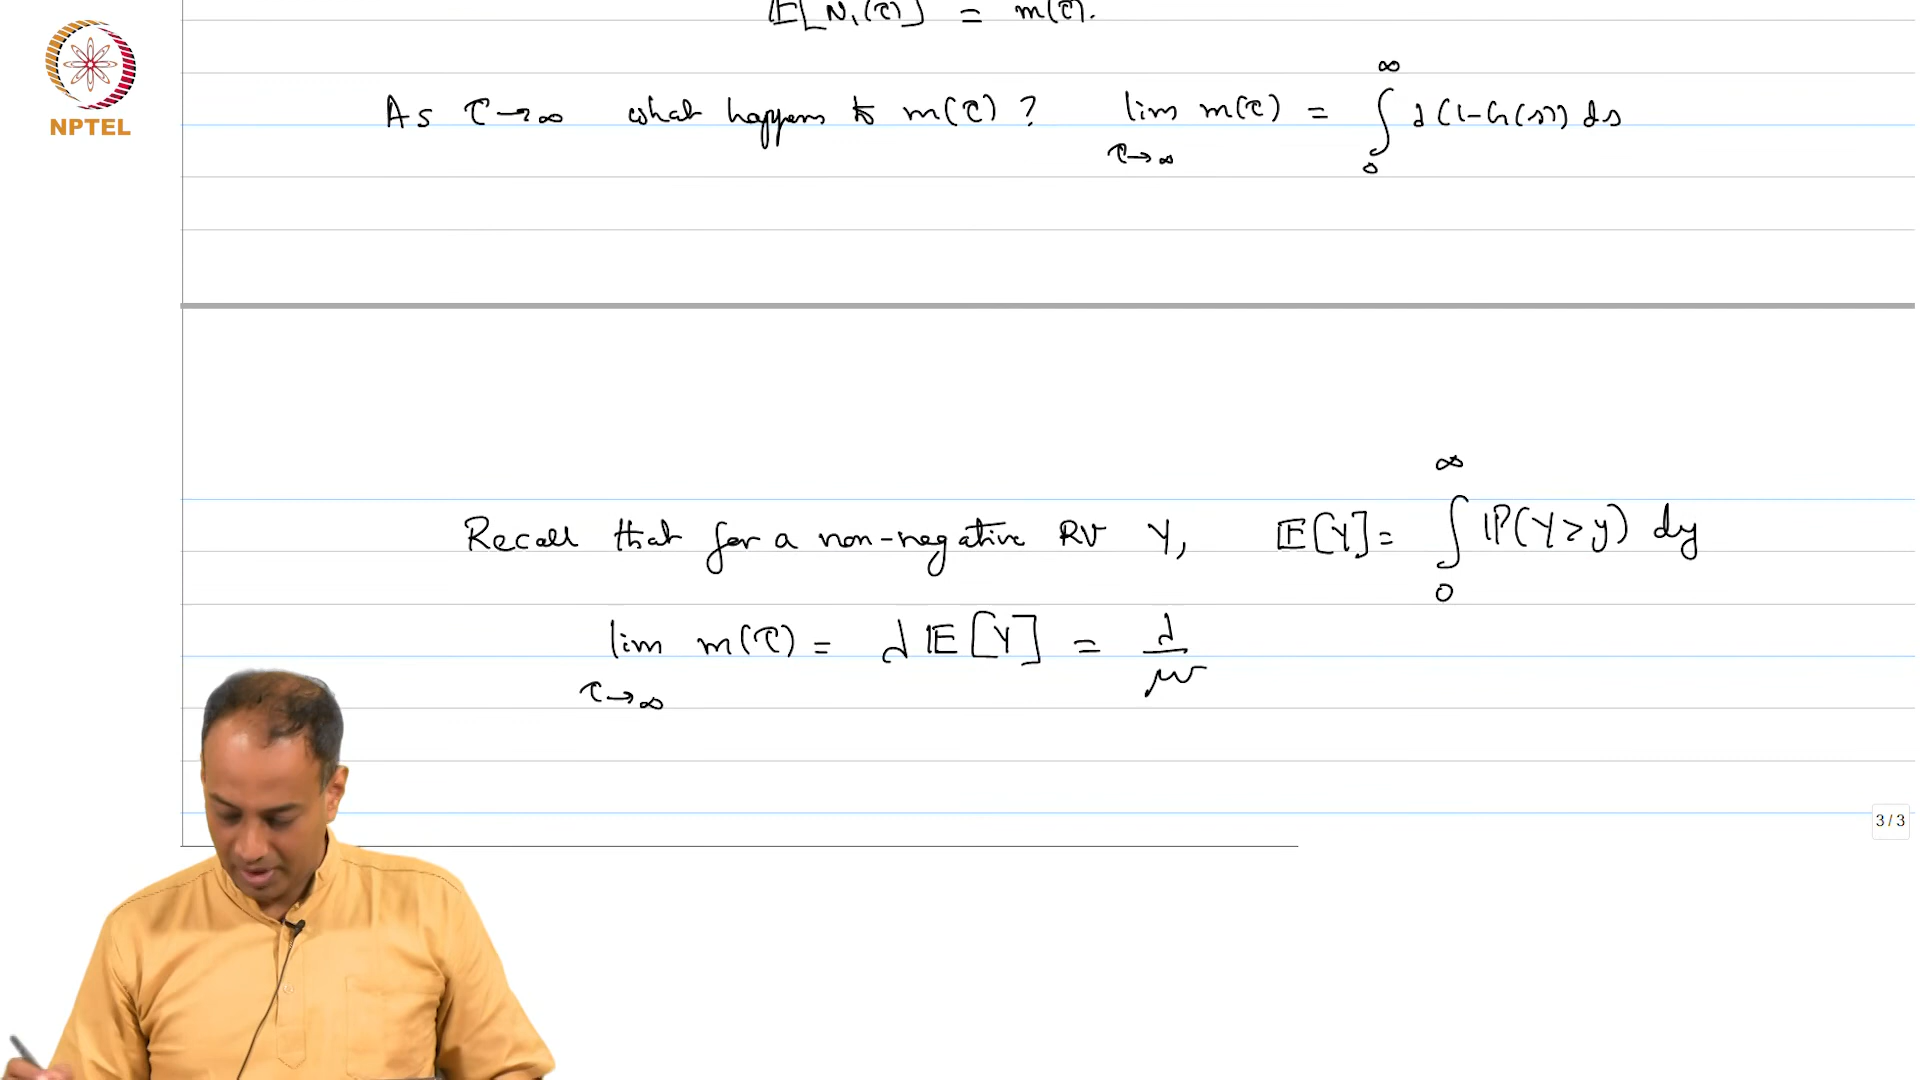 NPTEL
𝔼[N₁(τ)] = m(τ).
As τ→∞ what happens to m(τ)? lim τ→∞ m(τ) = ∫₀^∞ λ(1-G(s)) ds
Recall that for a non-negative RV Y, 𝔼[Y] = ∫₀^∞ ℙ(Y>y) dy
lim τ→∞ m(τ) = λ𝔼[Y] = λ/μ
3 / 3